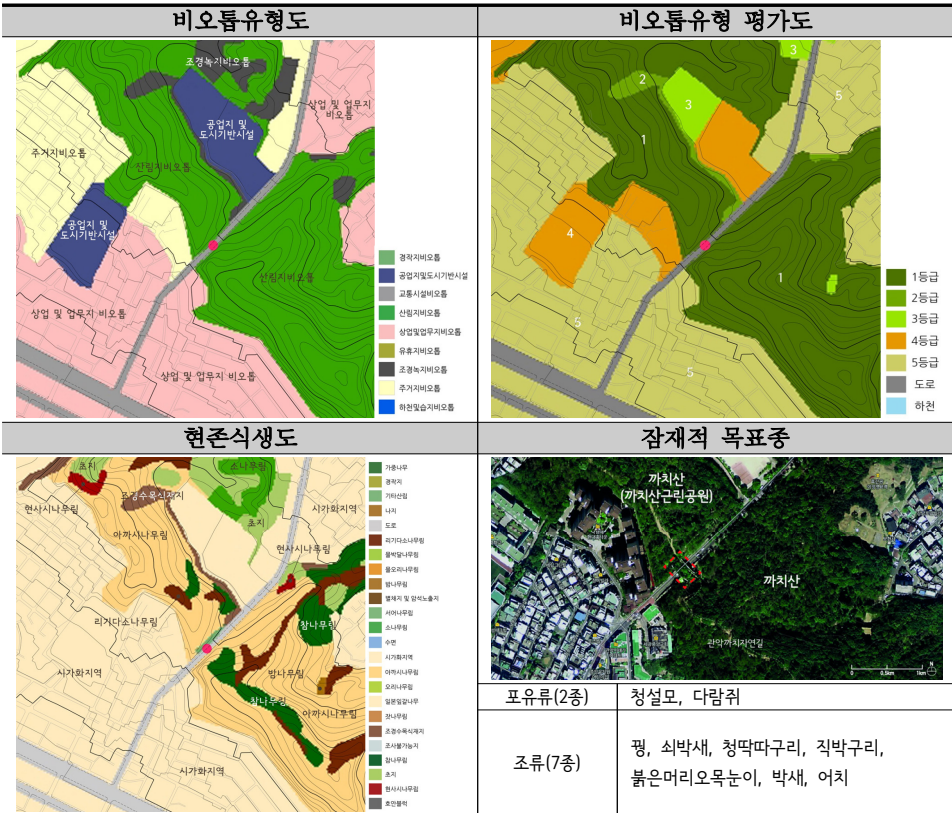 비오톱유형도
비오톱유형 평가도
조경녹지비오톱
상업 및 업무지
비오톱
공업지 및
도시기반시설
주거지비오톱
산림지비오톱
공업지 및
도시기반시설
산림지비오톱
상업 및 업무지 비오톱
상업 및 업무지 비오톱
경작지비오톱
공업지및도시기반시설
교통시설비오톱
산림지비오톱
상업및업무지비오톱
유휴지비오톱
조경녹지비오톱
주거지비오톱
하천및습지비오톱
3
2
5
3
1
4
1
5
5
1등급
2등급
3등급
4등급
5등급
도로
하천
현존식생도
잠재적 목표종
초지
소나무림
조경수목식재지
현사시나무림
시가화지역
초지
아까시나무림
현사시나무림
리기다소나무림
참나무림
시가화지역
밤나무림
참나무림
아까시나무림
시가화지역
가중나무
경작지
기타산림
나지
도로
리기다소나무림
물박달나무림
물오리나무림
밤나무림
벌채지 및 암석노출지
서어나무림
소나무림
수면
시가화지역
아까시나무림
오리나무림
일본잎갈나무
잣나무림
조경수목식재지
조사불가능지
참나무림
초지
현사시나무림
호안블럭
까치산
(까치산근린공원)
까치산
관악까치자연길
N
0
0.5km
1km
포유류(2종)
청설모, 다람쥐
조류(7종)
꿩, 쇠박새, 청딱따구리, 직박구리,
붉은머리오목눈이, 박새, 어치